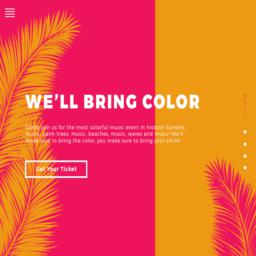 WE'LL BRING COLOR
Come join us for the most colorful music event in history! Sunsets,
music, palm trees, music, beaches, music, waves and music! We'll
make sure to bring the color, you make sure to bring your smile!
Get Your Ticket